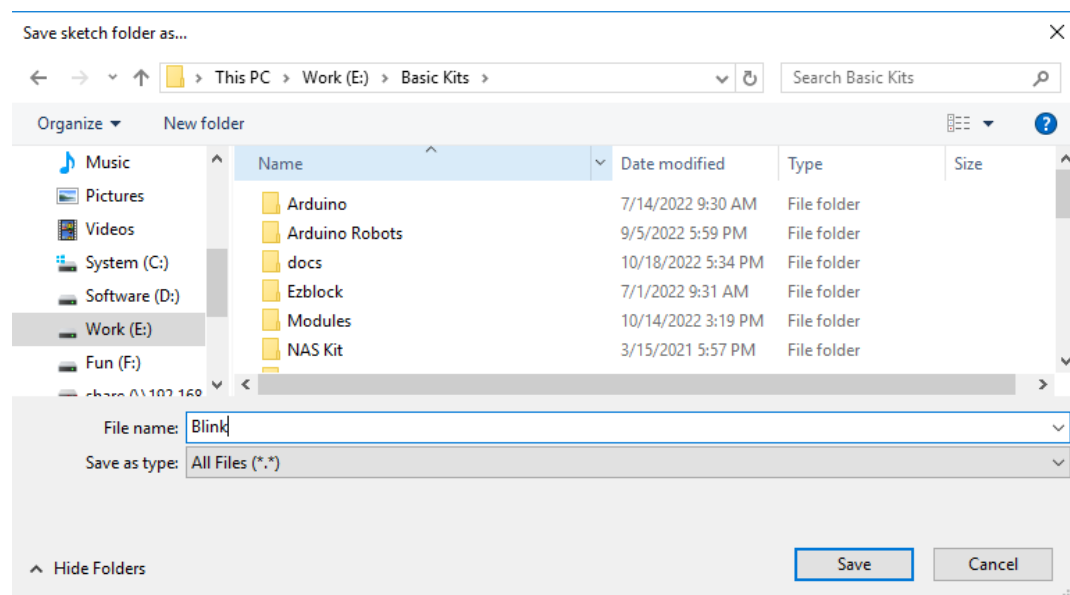 Save sketch folder as...
This PC > Work (E:) > Basic Kits >
Search Basic Kits
Organize
New folder
Name
Date modified
Type
Size
Music
Pictures
Videos
System (C:)
Software (D:)
Work (E:)
Fun (F:)
Arduino 7/14/2022 9:30 AM File folder
Arduino Robots 9/5/2022 5:59 PM File folder
docs 10/18/2022 5:34 PM File folder
Ezblock 7/1/2022 9:31 AM File folder
Modules 10/14/2022 3:19 PM File folder
NAS Kit 3/15/2021 5:57 PM File folder
File name: Blink
Save as type: All Files (*.*)
Hide Folders
Save
Cancel